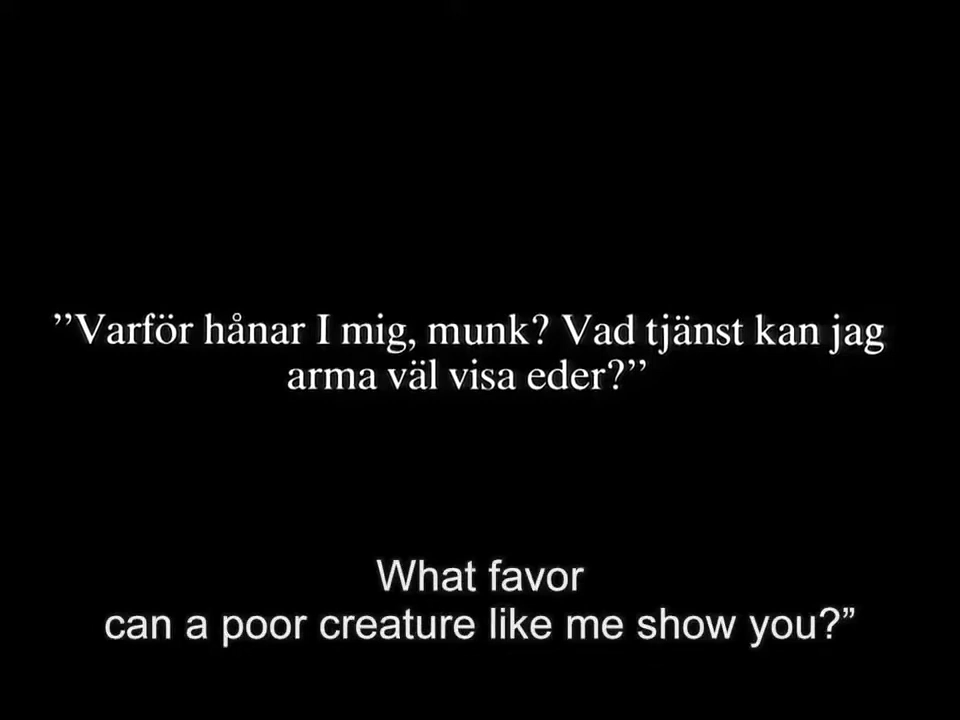 ”Varför hånar I mig, munk? Vad tjänst kan jag
arma väl visa eder?”
What favor
can a poor creature like me show you?”